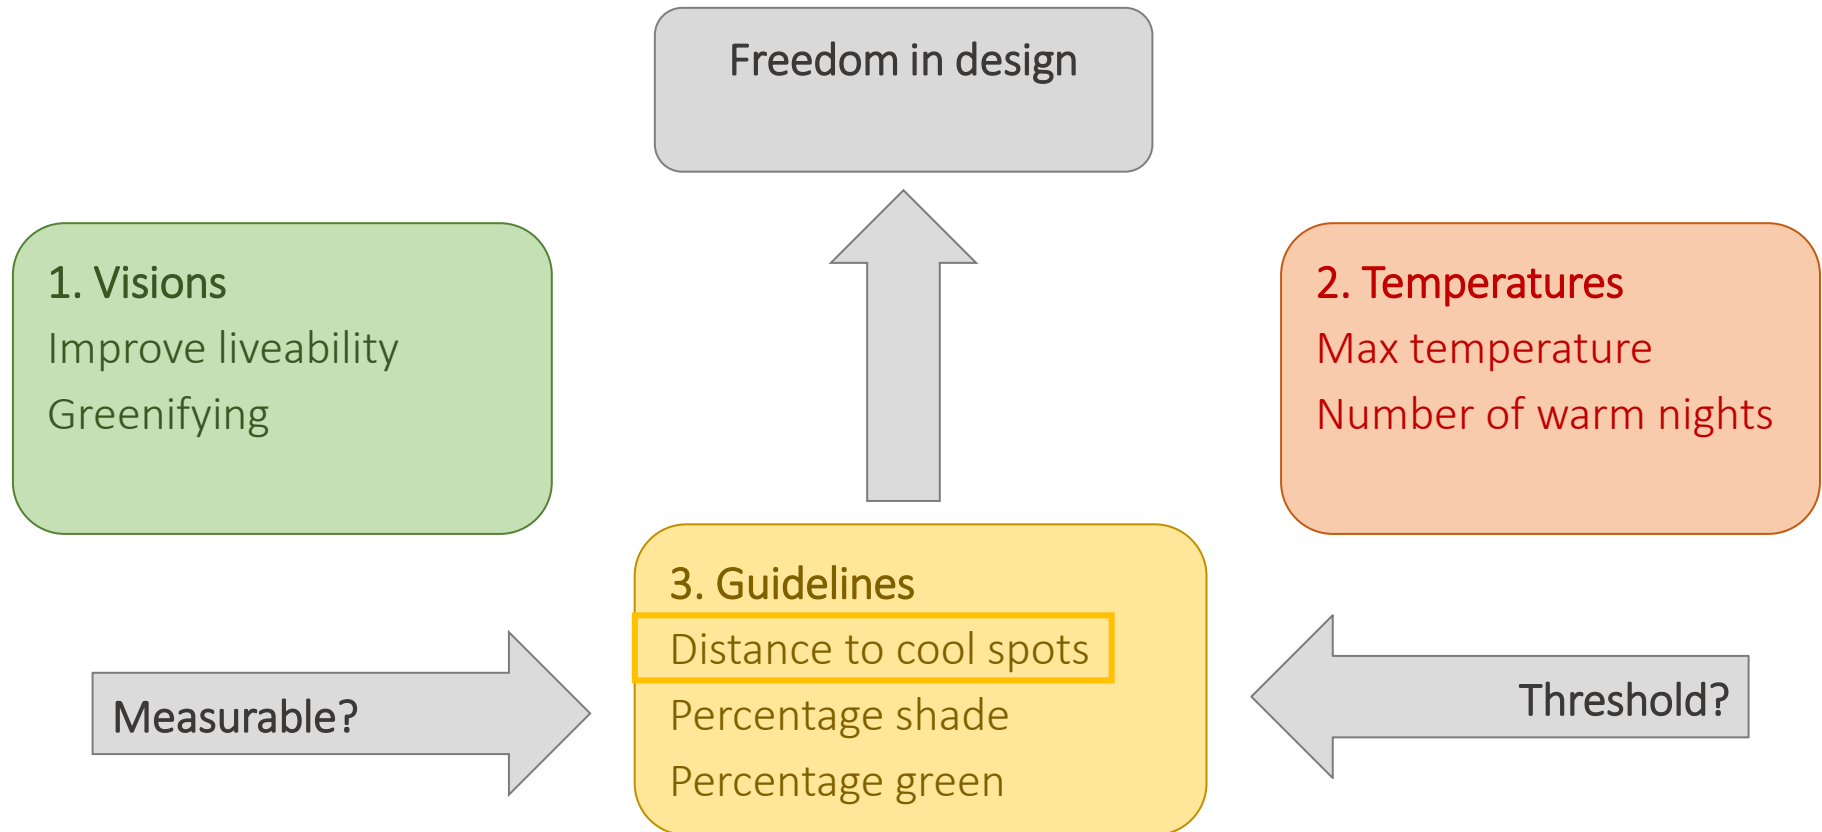 Freedom in design
1. Visions
Improve liveability
Greenifying
2. Temperatures
Max temperature
Number of warm nights
3. Guidelines
Distance to cool spots
Percentage shade
Percentage green
Measurable?
Threshold?